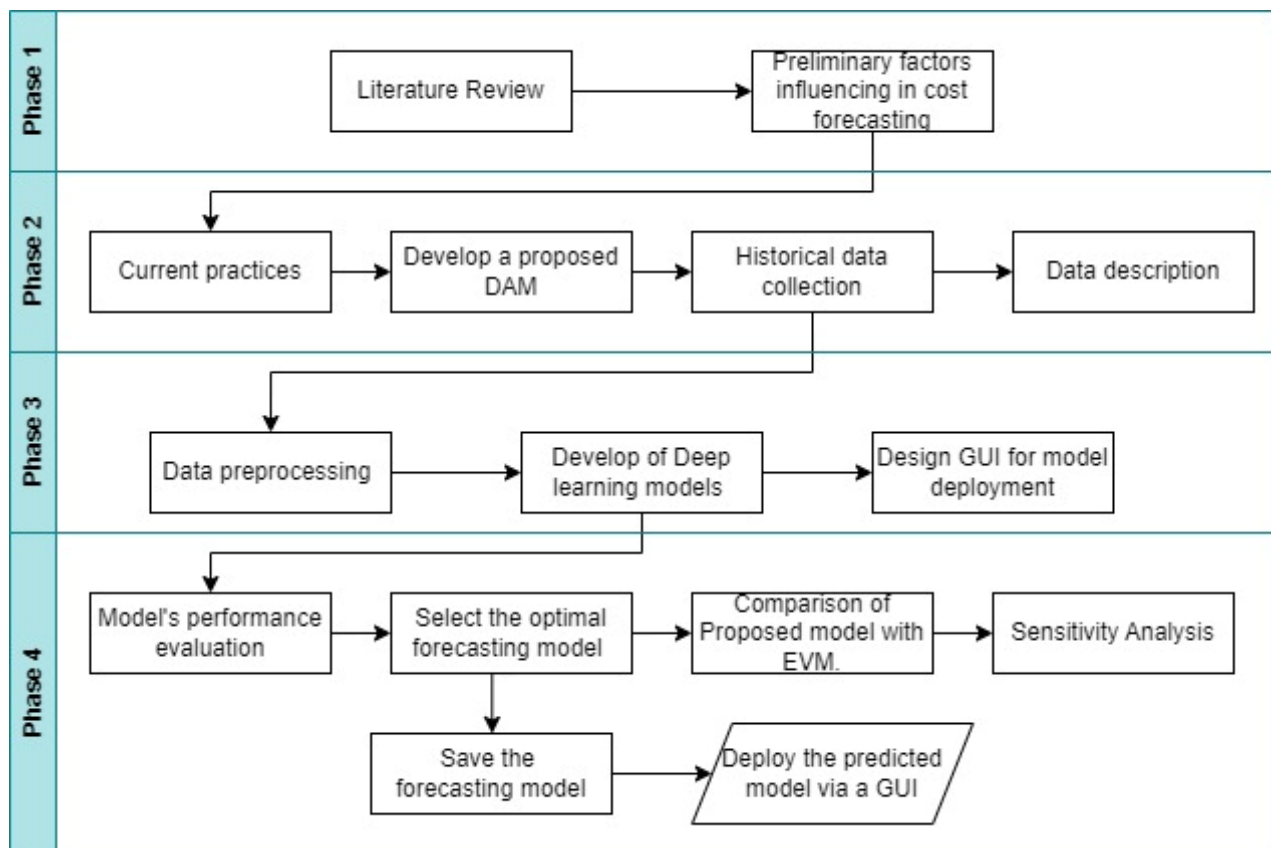 Phase 1
Literature Review
Preliminary factors
influencing in cost
forecasting
Phase 2
Current practices
Develop a proposed
DAM
Historical data
collection
Data description
Phase 3
Data preprocessing
Develop of Deep
learning models
Design GUI for model
deployment
Phase 4
Model's performance
evaluation
Select the optimal
forecasting model
Comparison of
Proposed model with
EVM.
Sensitivity Analysis
Save the
forecasting model
Deploy the predicted
model via a GUI